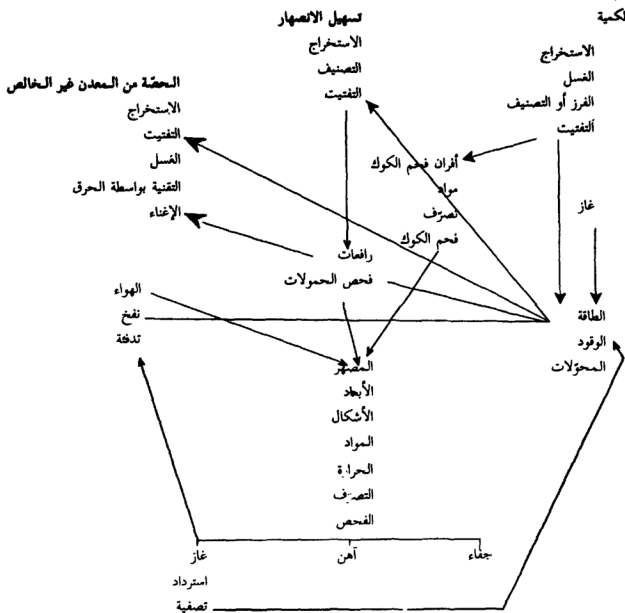 الكمية
الاستخراج
الغسل
الفرز أو التصنيف
التفتيت
غاز
الطاقة
الوقود
المحوّلات
تسهيل الانصهار
الاستخراج
التصنيف
التفتيت
أفران فحم الكوك
مواد
تصرّف
فحم الكوك
رافعات
فحص الحمولات
الحصّة من المعدن غير الخالص
الاستخراج
التفتيت
الغسل
التقنية بواسطة الحرق
الإغناء
الهواء
نفخ
تدفئة
المصهر
الأبعاد
الأشكال
المواد
الحرارة
التصرّف
الفحص
جفاء
آهن
غاز
استرداد
تصفية